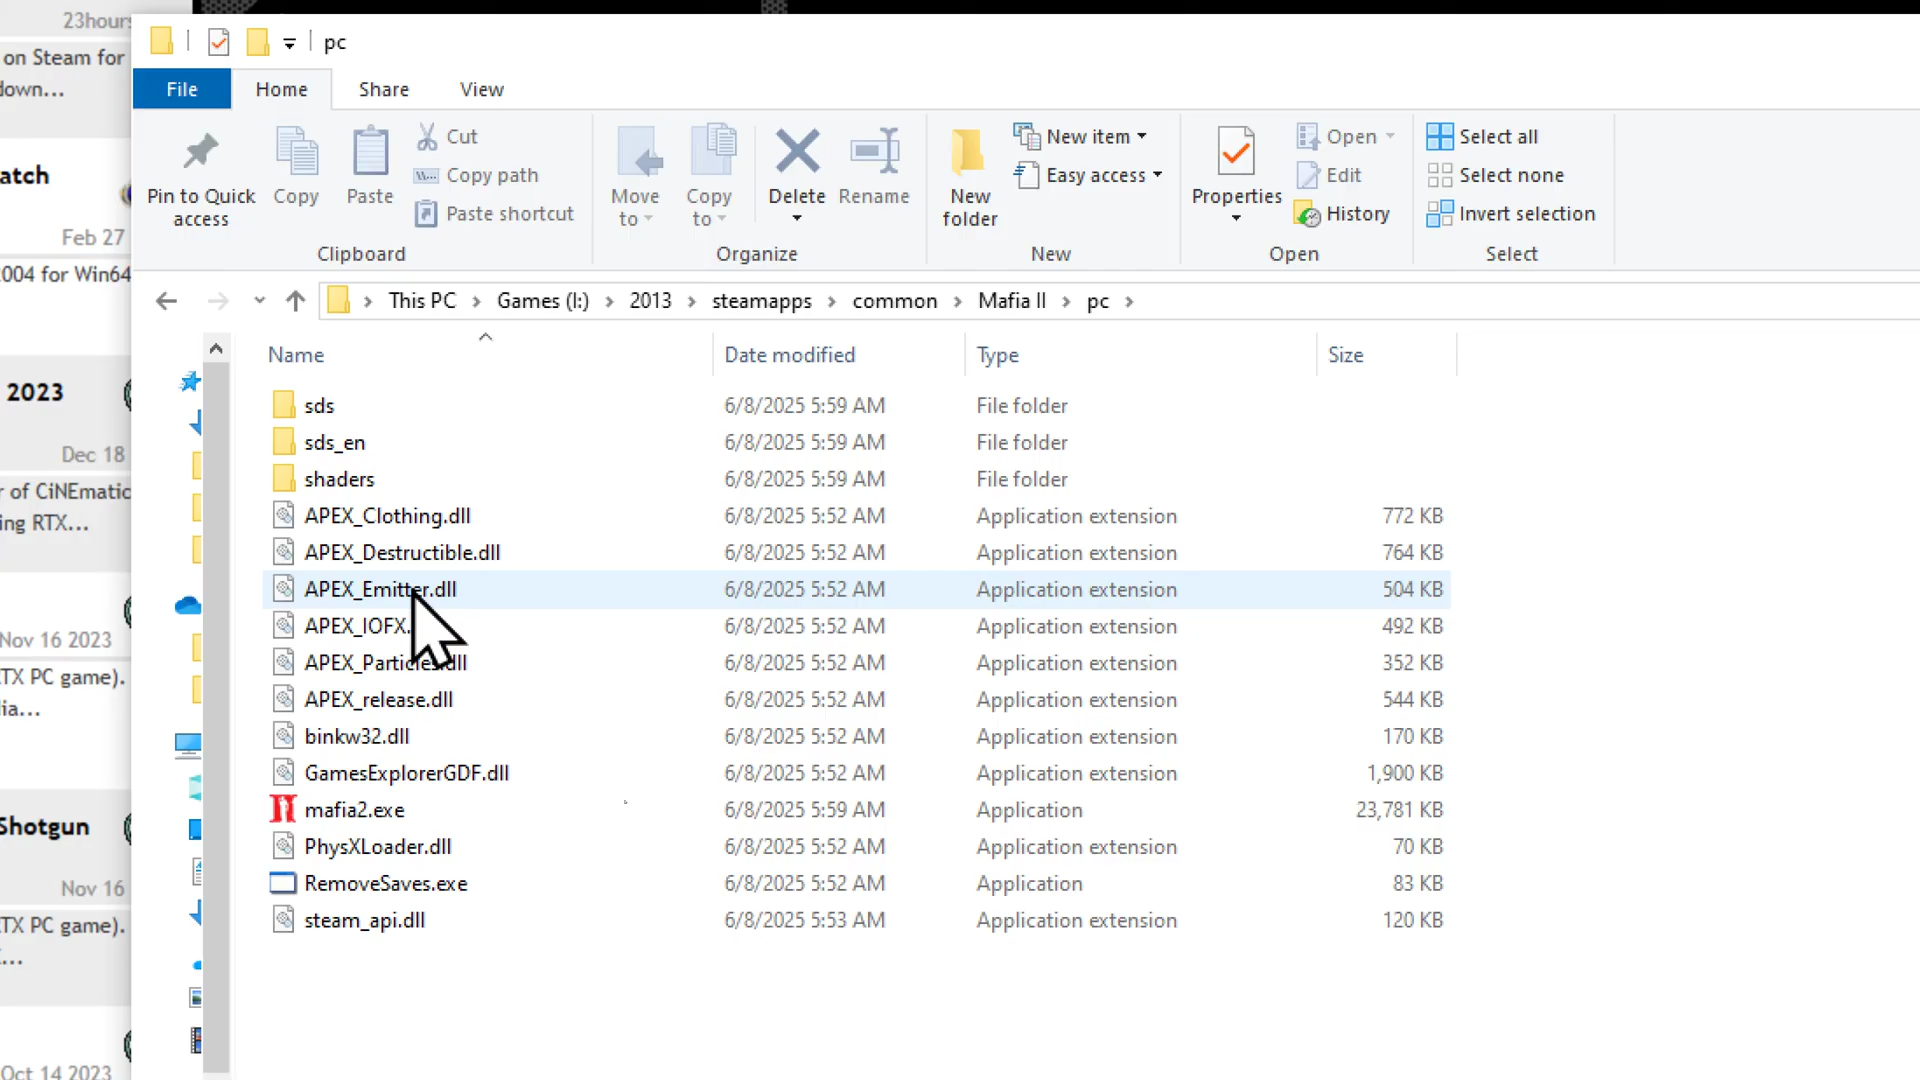 23hours
on Steam for
down...
atch
Feb 27
2004 for Win64
2023
Dec 18
r of CiNEmatic
ing RTX...
Nov 16 2023
TX PC game).
ia...
Shotgun
Nov 16
TX PC game).
Oct 14 2023
pc
File
Home
Share
View
Pin to Quick access
Copy
Paste
Cut
Copy path
Paste shortcut
Clipboard
Move to
Copy to
Delete
Rename
Organize
New folder
New item
Easy access
New
Properties
Open
Edit
History
Open
Select all
Select none
Invert selection
Select
This PC > Games (I:) > 2013 > steamapps > common > Mafia II > pc >
Name Date modified Type Size
sds 6/8/2025 5:59 AM File folder
sds_en 6/8/2025 5:59 AM File folder
shaders 6/8/2025 5:59 AM File folder
APEX_Clothing.dll 6/8/2025 5:52 AM Application extension 772 KB
APEX_Destructible.dll 6/8/2025 5:52 AM Application extension 764 KB
APEX_Emitter.dll 6/8/2025 5:52 AM Application extension 504 KB
APEX_IOFX. 6/8/2025 5:52 AM Application extension 492 KB
APEX_Particles.dll 6/8/2025 5:52 AM Application extension 352 KB
APEX_release.dll 6/8/2025 5:52 AM Application extension 544 KB
binkw32.dll 6/8/2025 5:52 AM Application extension 170 KB
GamesExplorerGDF.dll 6/8/2025 5:52 AM Application extension 1,900 KB
mafia2.exe 6/8/2025 5:59 AM Application 23,781 KB
PhysXLoader.dll 6/8/2025 5:52 AM Application extension 70 KB
RemoveSaves.exe 6/8/2025 5:52 AM Application 83 KB
steam_api.dll 6/8/2025 5:53 AM Application extension 120 KB